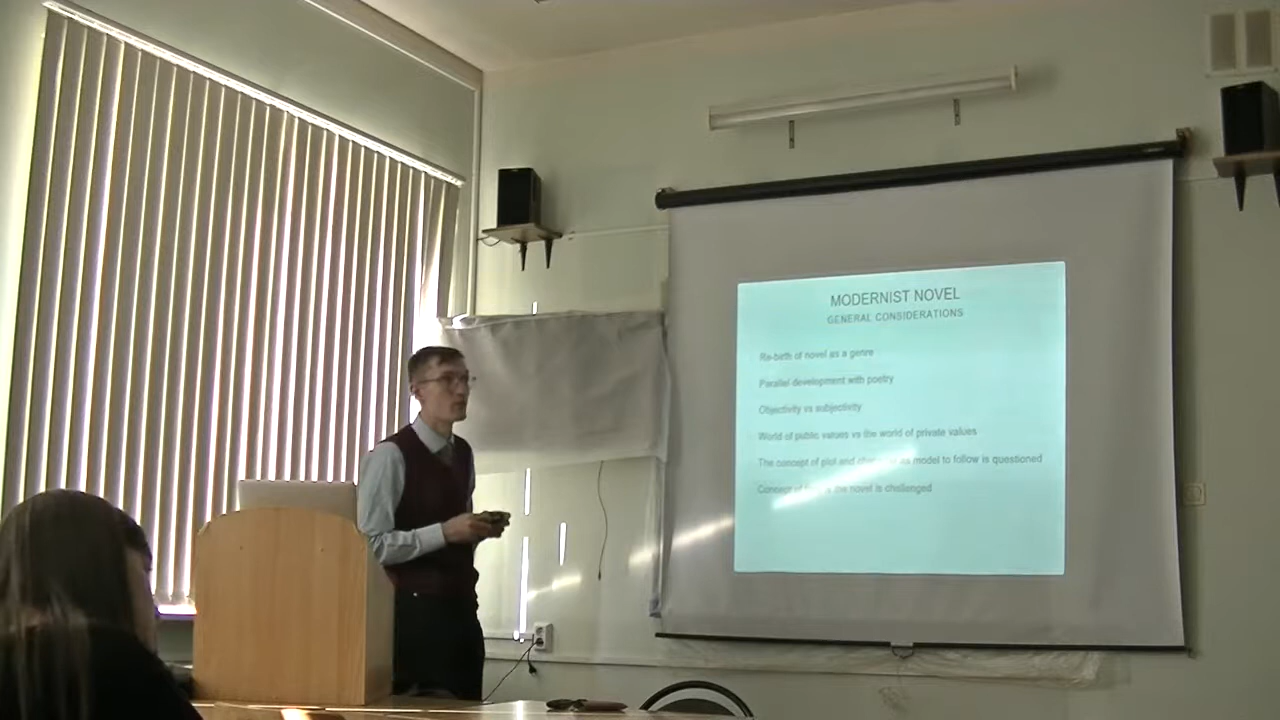 MODERNIST NOVEL
GENERAL CONSIDERATIONS
Re-birth of novel as a genre
Parallel development with poetry
Objectivity vs subjectivity
World of public values vs the world of private values
The concept of plot and as model to follow is questioned
Concept of the novel is challenged